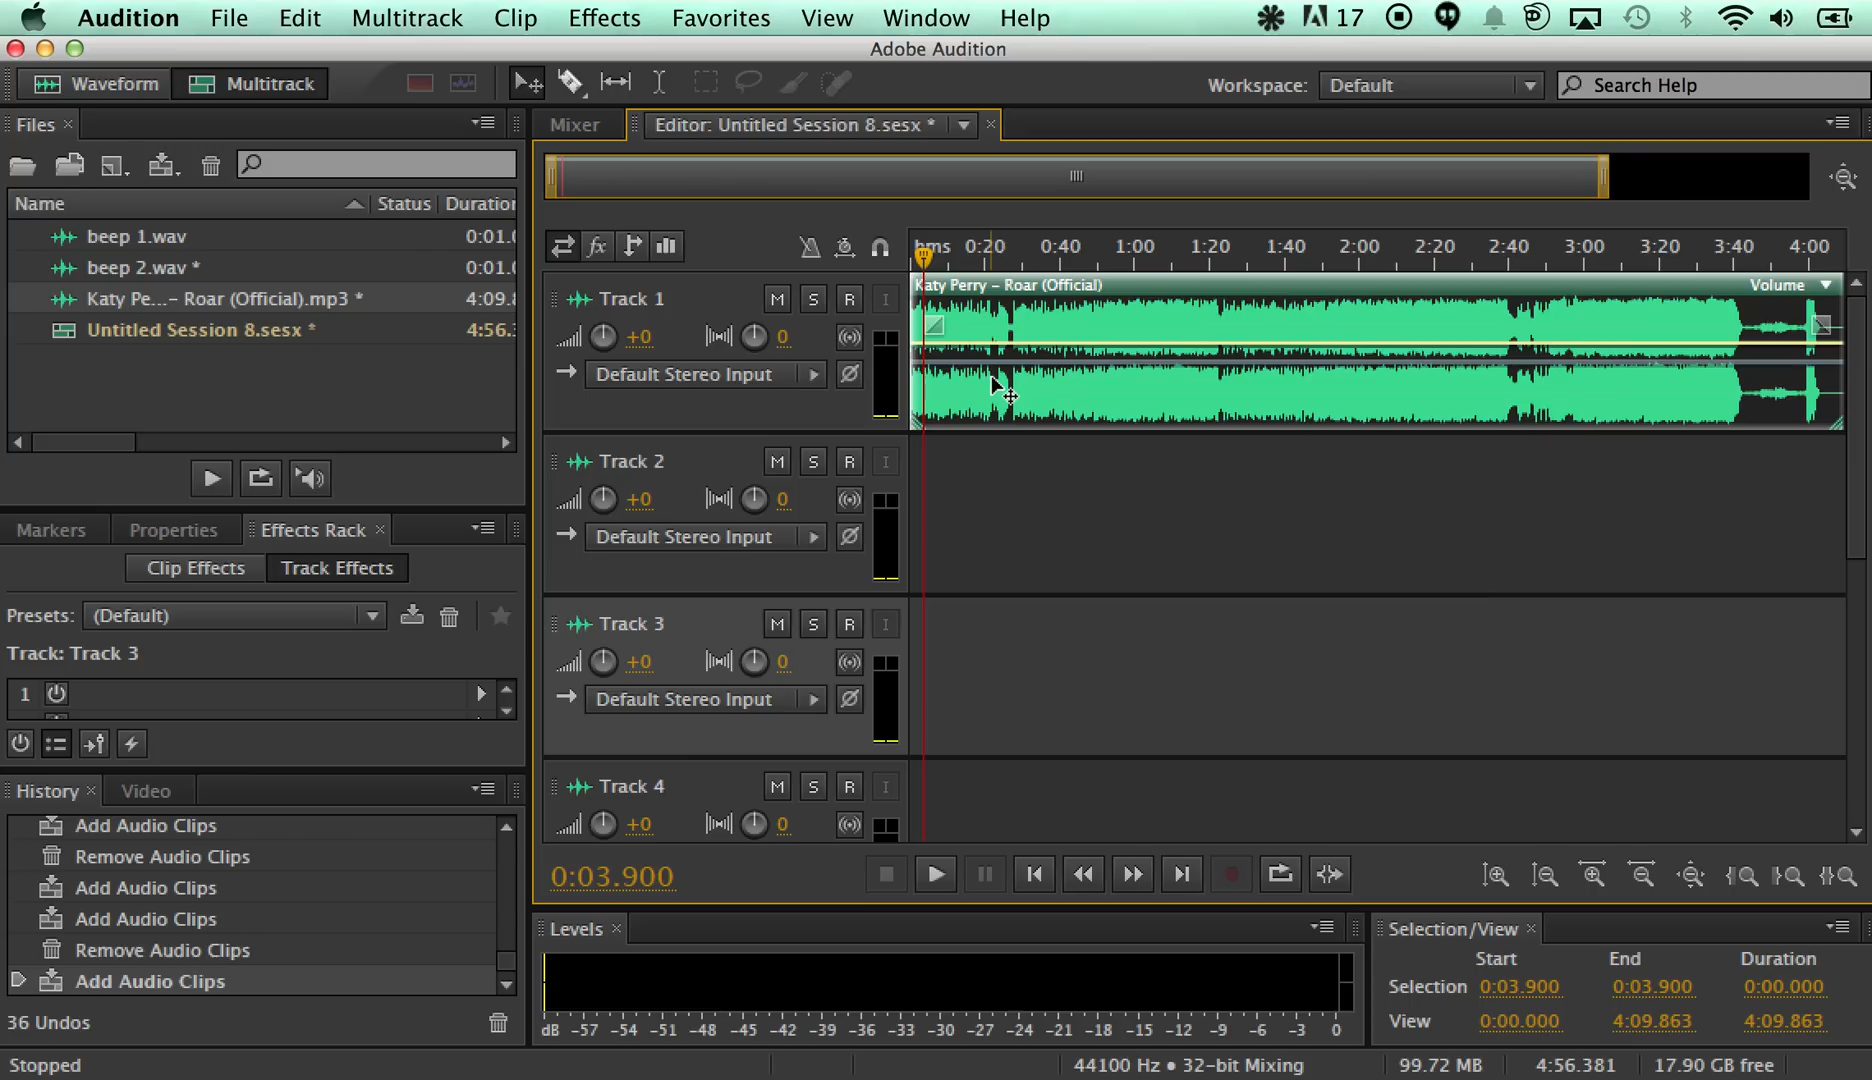 Audition File Edit Multitrack Clip Effects Favorites View Window Help 17
Adobe Audition
Waveform Multitrack Workspace: Default Search Help
Files × Mixer Editor: Untitled Session 8.sesx * ×
Name Status Duration
beep 1.wav 0:01.0
beep 2.wav * 0:01.0
Katy Pe...– Roar (Official).mp3 * 4:09.8
Untitled Session 8.sesx * 4:56.3
fx hms 0:20 0:40 1:00 1:20 1:40 2:00 2:20 2:40 3:00 3:20 3:40 4:00
Katy Perry – Roar (Official) Volume
Track 1 M S R I
+0 0
Default Stereo Input
Track 2 M S R I
+0 0
Default Stereo Input
Track 3 M S R I
+0 0
Default Stereo Input
Track 4 M S R I
+0 0
Markers Properties Effects Rack ×
Clip Effects Track Effects
Presets: (Default)
Track: Track 3
1
History × Video
Add Audio Clips
Remove Audio Clips
Add Audio Clips
Add Audio Clips
Remove Audio Clips
Add Audio Clips
36 Undos
0:03.900
Levels ×
dB -57 -54 -51 -48 -45 -42 -39 -36 -33 -30 -27 -24 -21 -18 -15 -12 -9 -6 -3 0
Selection/View ×
Start End Duration
Selection 0:03.900 0:03.900 0:00.000
View 0:00.000 4:09.863 4:09.863
Stopped 44100 Hz ● 32-bit Mixing 99.72 MB 4:56.381 17.90 GB free